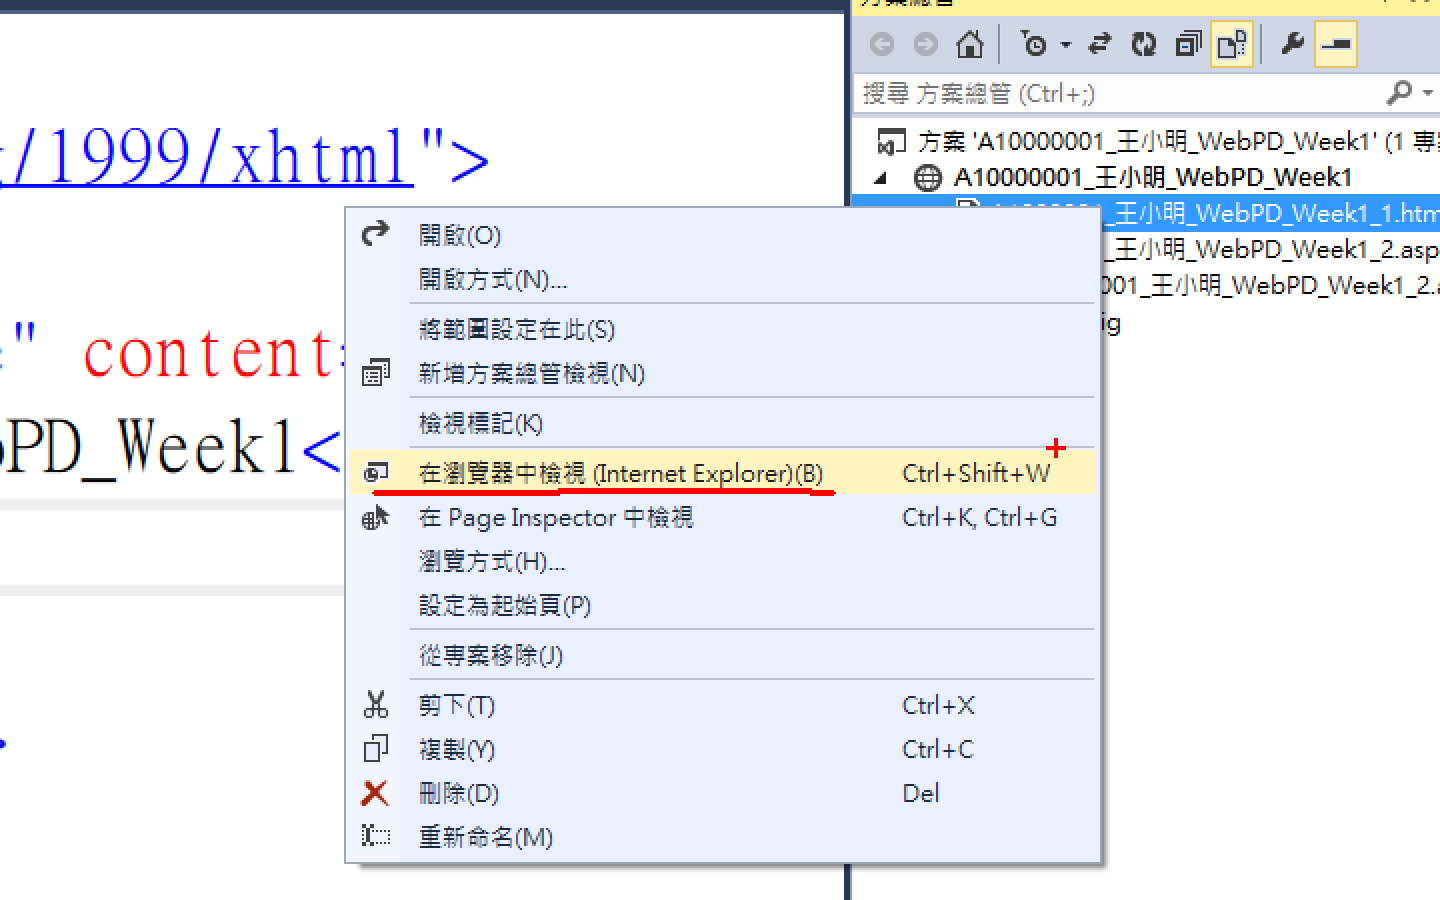 方案總管
搜尋 方案總管 (Ctrl+;)
方案 'A10000001_王小明_WebPD_Week1' (1 專
A10000001_王小明_WebPD_Week1
_王小明_WebPD_Week1_1.htm
_王小明_WebPD_Week1_2.asp
001_王小明_WebPD_Week1_2.
ig
/1999/xhtml">
" content
PD_Week1<
開啟(O)
開啟方式(N)...
將範圍設定在此(S)
新增方案總管檢視(N)
檢視標記(K)
在瀏覽器中檢視 (Internet Explorer)(B) Ctrl+Shift+W
在 Page Inspector 中檢視 Ctrl+K, Ctrl+G
瀏覽方式(H)...
設定為起始頁(P)
從專案移除(J)
剪下(T) Ctrl+X
複製(Y) Ctrl+C
刪除(D) Del
重新命名(M)